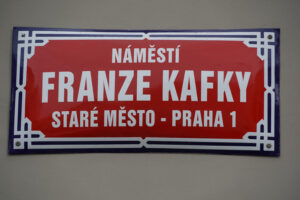 NÁMĚSTÍ
FRANZE KAFKY
STARÉ MĚSTO - PRAHA 1